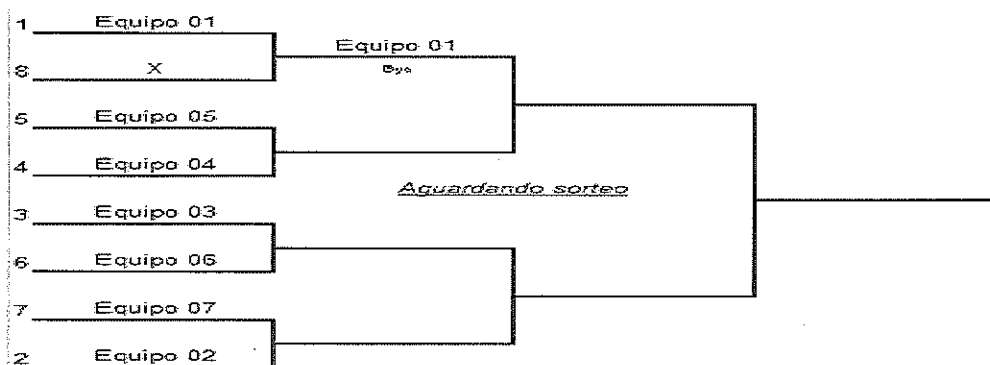 1 Equipo 01
Equipo 01
8 X
Bye
5 Equipo 05
4 Equipo 04
Aguardando sorteo
3 Equipo 03
6 Equipo 06
7 Equipo 07
2 Equipo 02